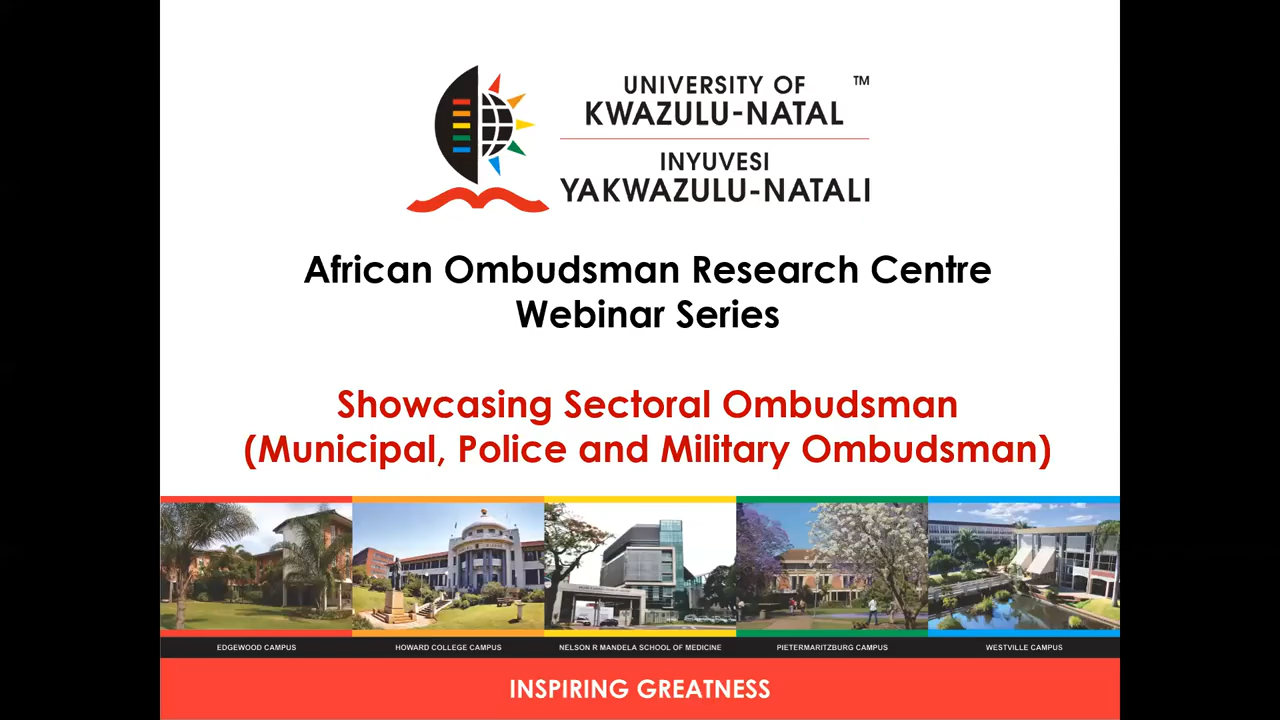 UNIVERSITY OF ™
KWAZULU-NATAL
INYUVESI
YAKWAZULU-NATALI
African Ombudsman Research Centre
Webinar Series
Showcasing Sectoral Ombudsman
(Municipal, Police and Military Ombudsman)
EDGEWOOD CAMPUS
HOWARD COLLEGE CAMPUS
NELSON R MANDELA SCHOOL OF MEDICINE
PIETERMARITZBURG CAMPUS
WESTVILLE CAMPUS
INSPIRING GREATNESS